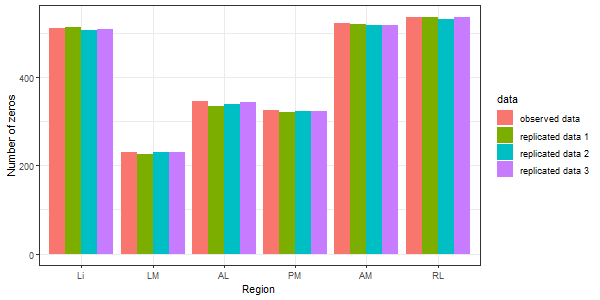 Number of zeros
400
200
0
Li LM AL PM AM RL
Region
data
observed data
replicated data 1
replicated data 2
replicated data 3